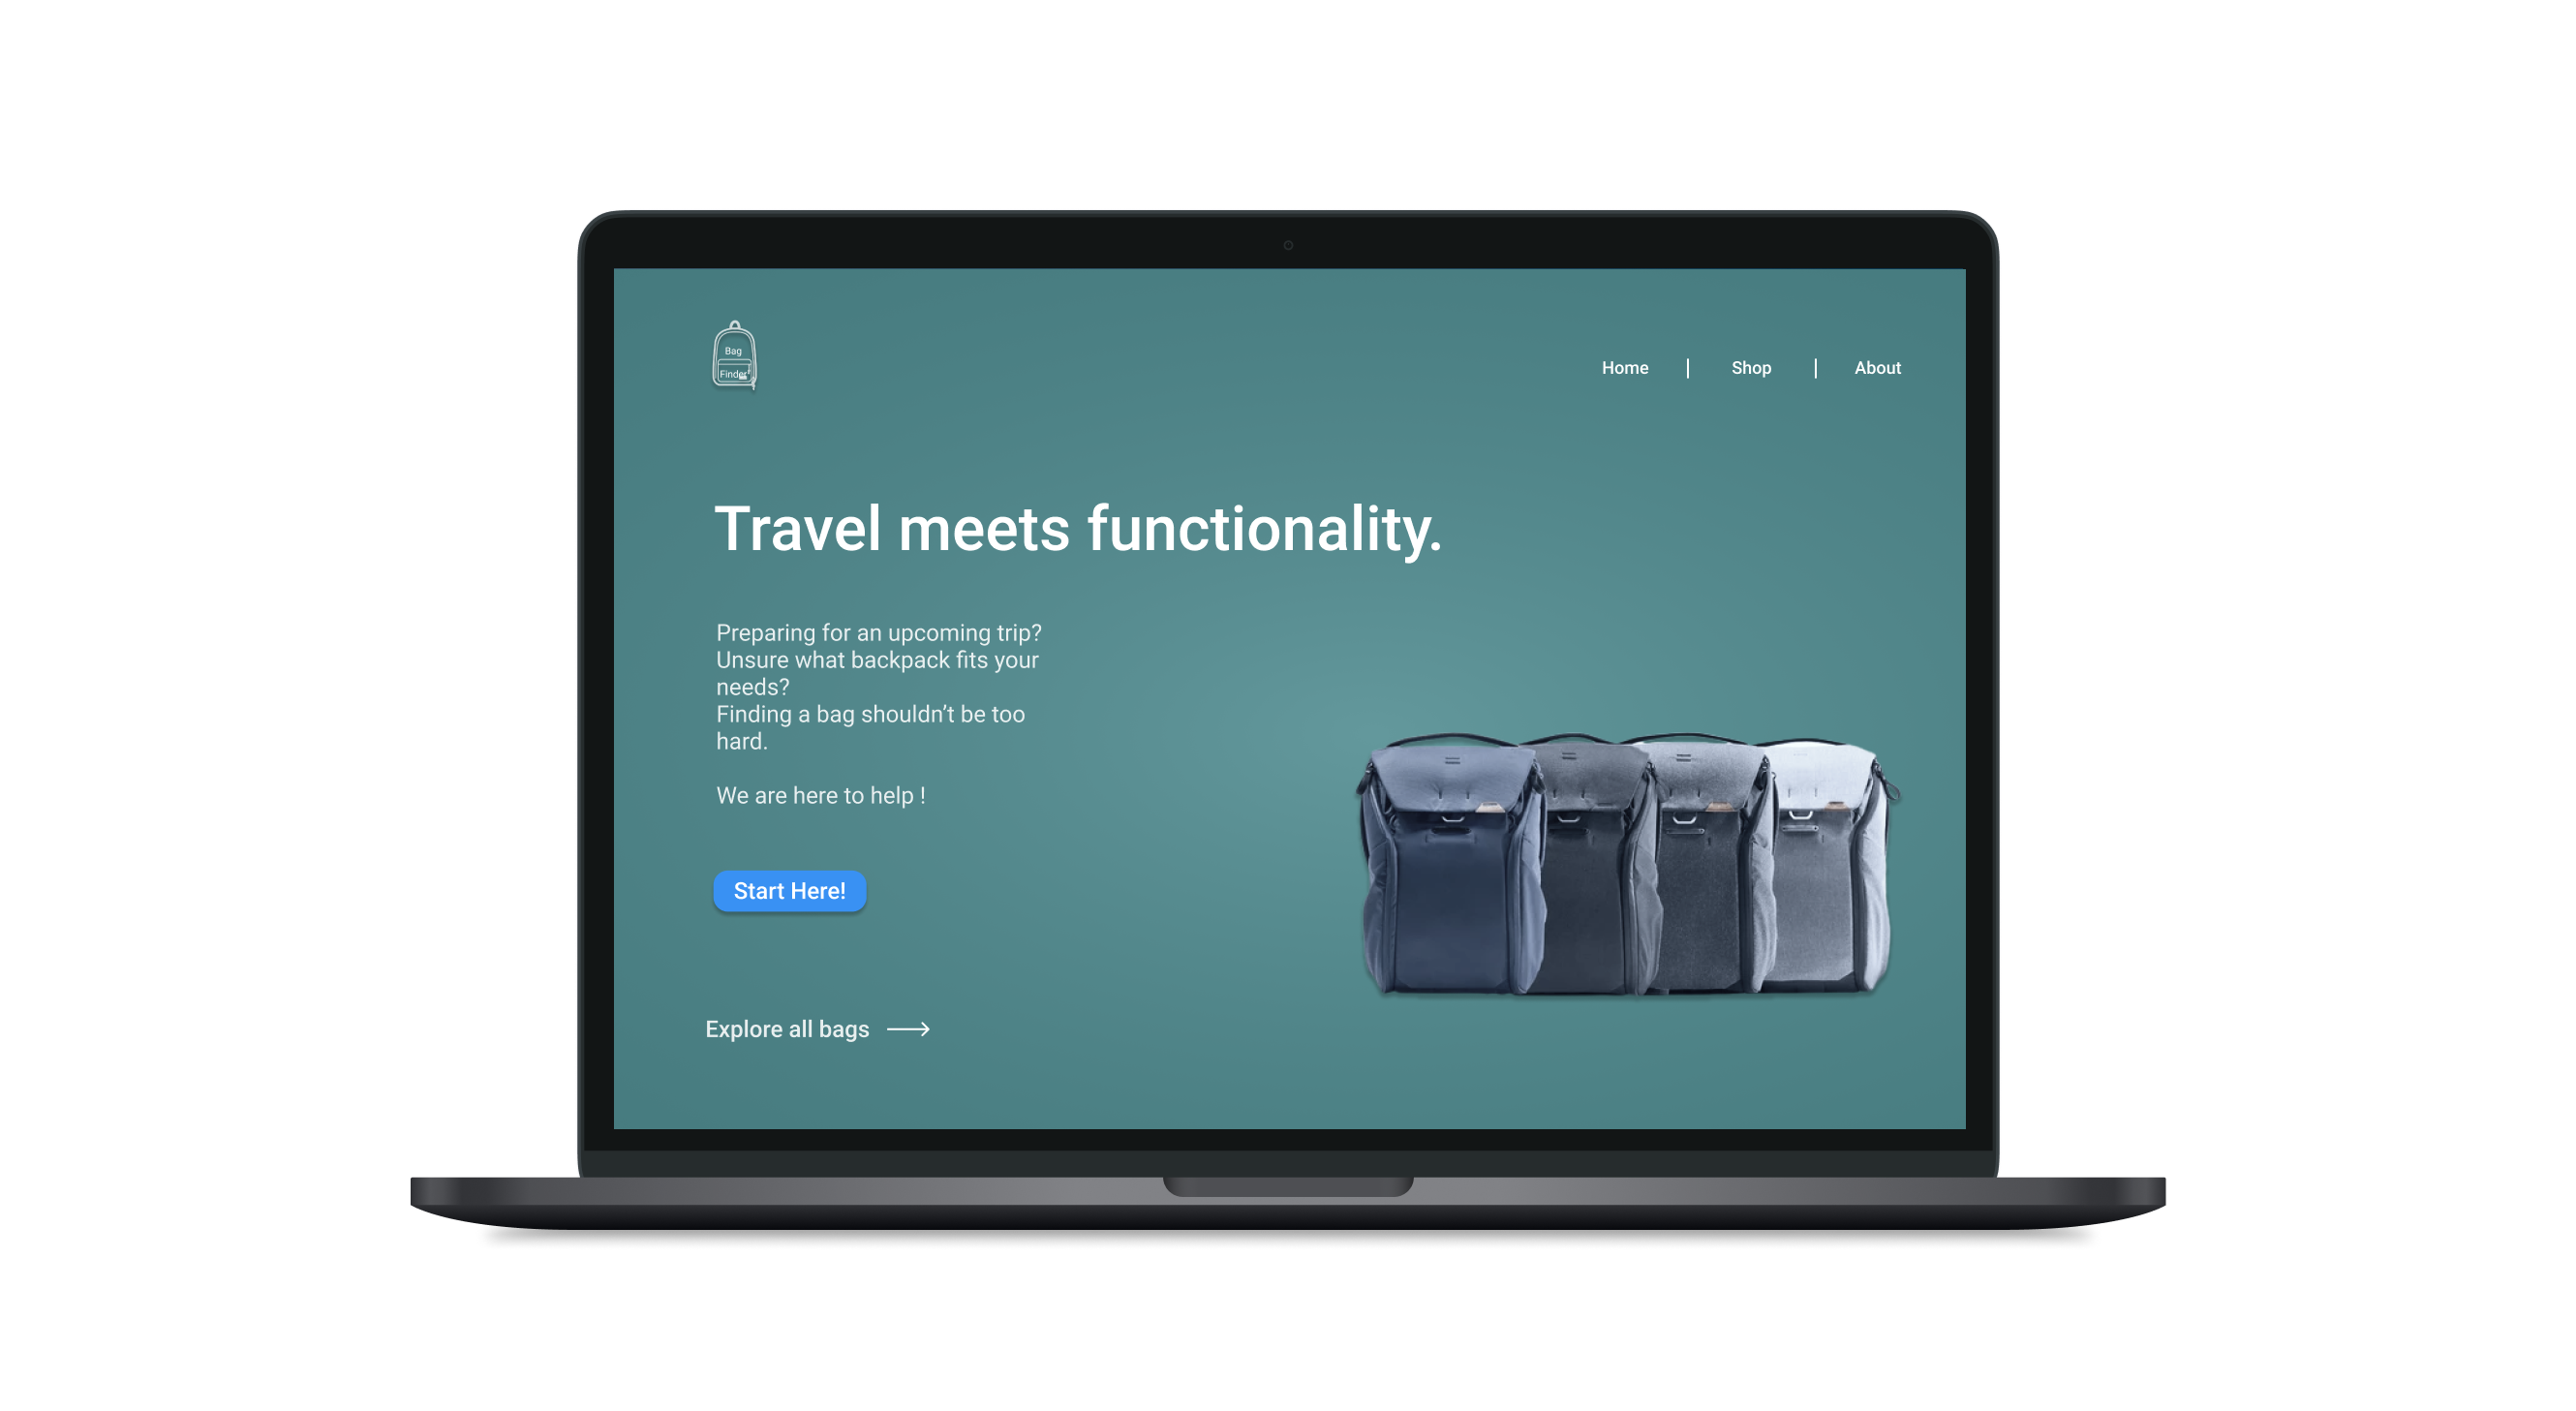 Bag
Finder
Home | Shop | About
Travel meets functionality.
Preparing for an upcoming trip?
Unsure what backpack fits your
needs?
Finding a bag shouldn’t be too
hard.
We are here to help !
Start Here!
Explore all bags